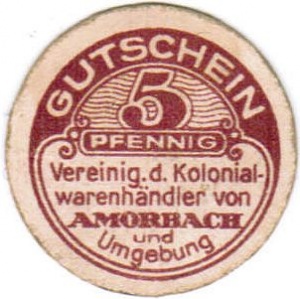 GUTSCHEIN
5
PFENNIG
Vereinig. d. Kolonial-
warenhändler von
AMORBACH
und
Umgebung